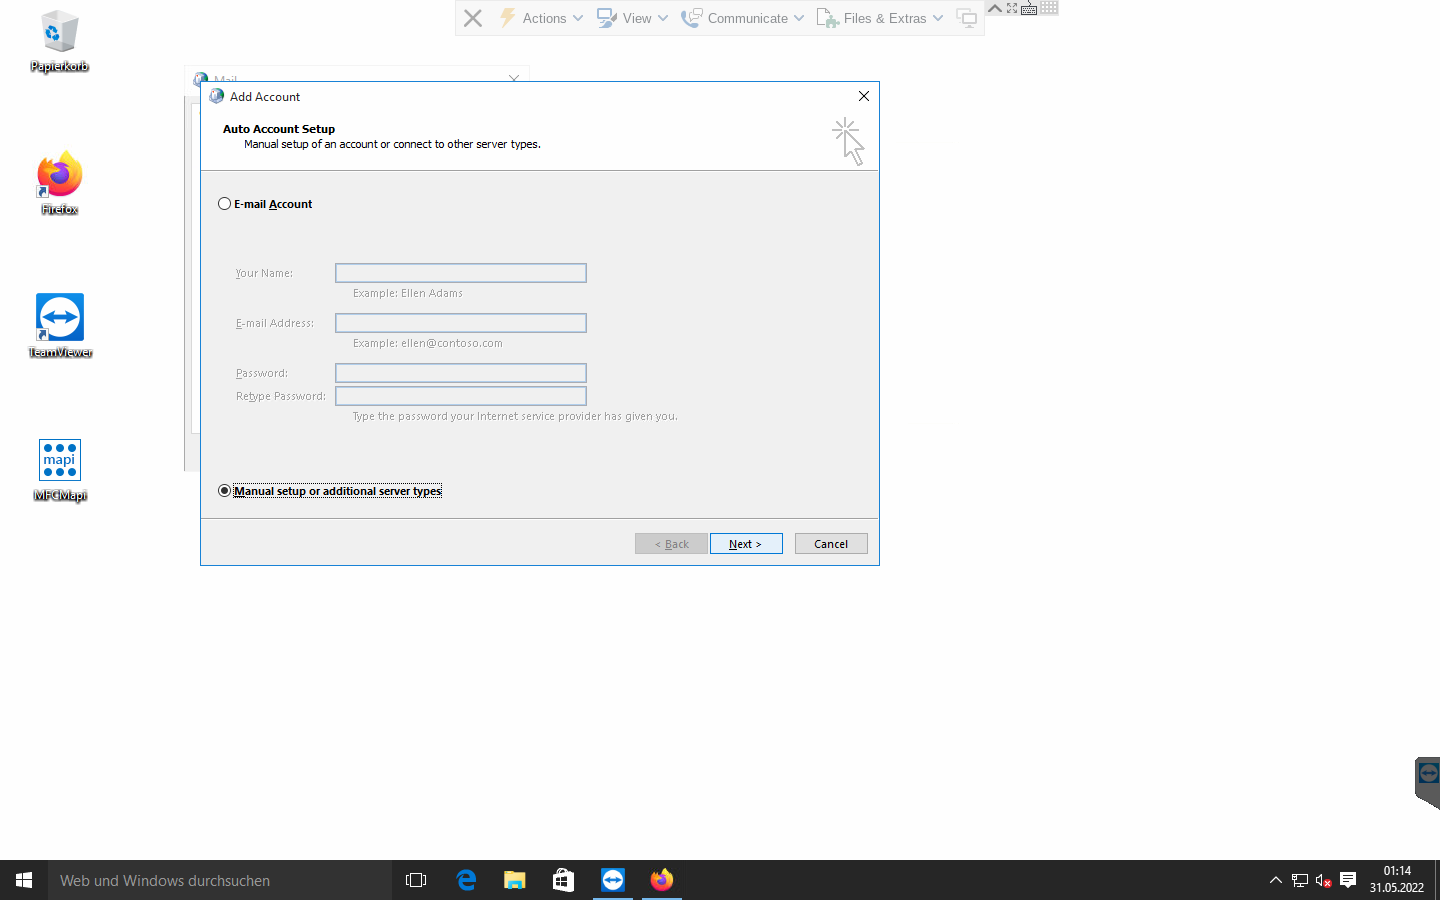 Actions
View
Communicate
Files & Extras
Papierkorb
Mail
Add Account
Auto Account Setup
Manual setup of an account or connect to other server types.
E-mail Account
Firefox
Your Name:
Example: Ellen Adams
E-mail Address:
Example: ellen@contoso.com
TeamViewer
Password:
Retype Password:
Type the password your Internet service provider has given you.
mapi
MFCMapi
Manual setup or additional server types
< Back
Next >
Cancel
Web und Windows durchsuchen
01:14
31.05.2022